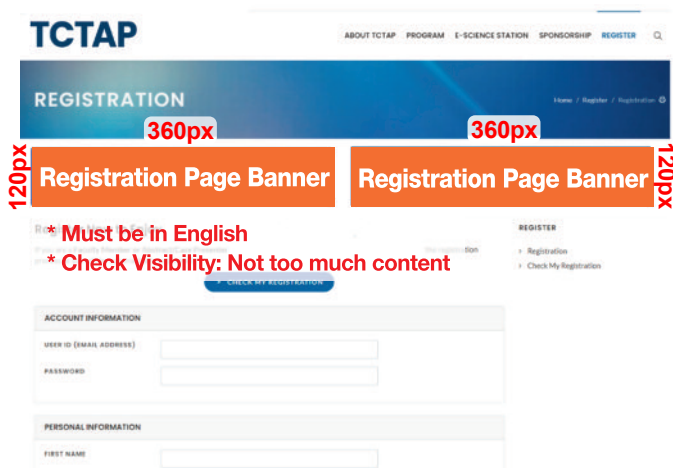 TCTAP
ABOUT TCTAP PROGRAM E-SCIENCE STATION SPONSORSHIP REGISTER
REGISTRATION
Home / Register / Registration
360px 360px
120px
Registration Page Banner
Registration Page Banner
120px
* Must be in English
* Check Visibility: Not too much content
REGISTER
Registration
Check My Registration
CHECK MY REGISTRATION
ACCOUNT INFORMATION
USER ID (EMAIL ADDRESS)
PASSWORD
PERSONAL INFORMATION
FIRST NAME